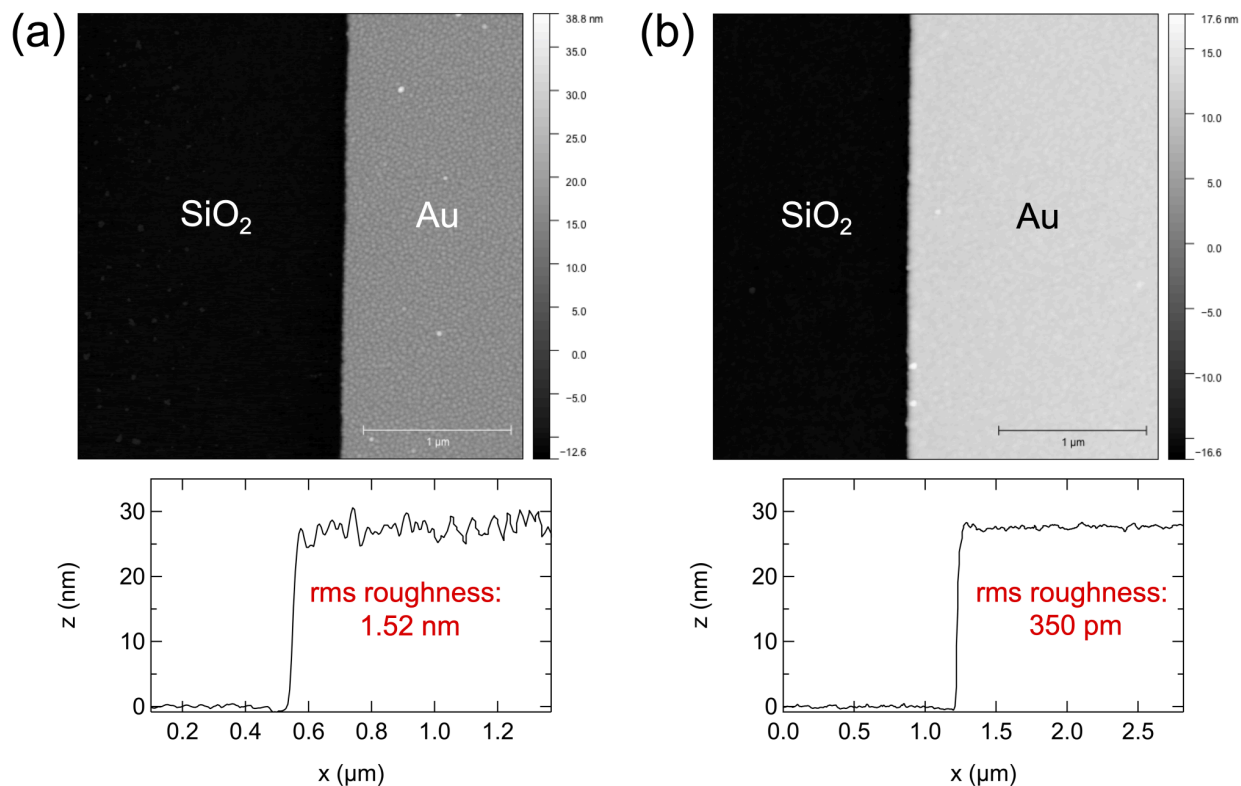 (a)
SiO₂
Au
1 µm
38.8 nm
35.0
30.0
25.0
20.0
15.0
10.0
5.0
0.0
−5.0
−12.6
(b)
SiO₂
Au
1 µm
17.6 nm
15.0
10.0
5.0
0.0
−5.0
−10.0
−16.6
z (nm)
30
20
10
0
rms roughness:
1.52 nm
0.2 0.4 0.6 0.8 1.0 1.2
x (µm)
z (nm)
30
20
10
0
rms roughness:
350 pm
0.0 0.5 1.0 1.5 2.0 2.5
x (µm)